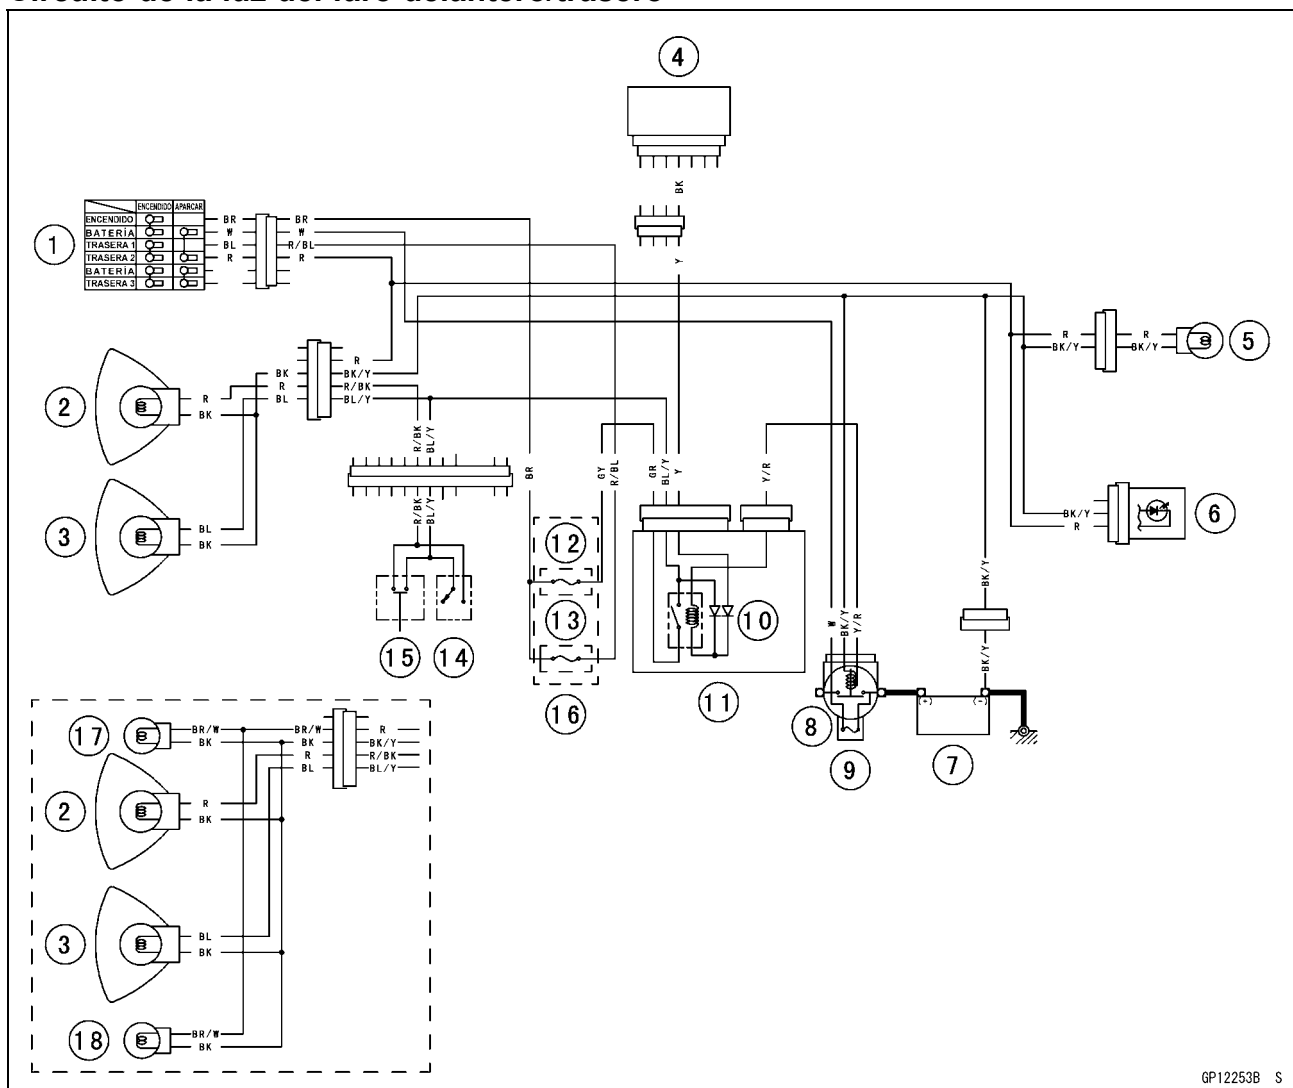 Circuito de la luz del faro delantero/trasero
4
BK
ENCENDIDO APARCAR
ENCENDIDO
BATERÍA
TRASERA 1
TRASERA 2
BATERÍA
TRASERA 3
1
BR BR
W W
BL R/BL
R R
Y
R R
BK/Y BK/Y
5
2
R
BK
R
BK BK/Y
R R/BK
BL BL/Y
R/BK
BL/Y
BR
GY
R/BL
GR
BL/Y
Y
Y/R
3
BL
BK
R/BK
BL/Y
BK/Y
R
6
12
13
10
15
14
16
11
W
BK/Y
Y/R
BK/Y
BK/Y
8
9
(+) (-)
7
17
BR/W BR/W R
BK BK BK/Y
R R/BK
BL BL/Y
2
R
BK
3
BL
BK
18
BR/W
BK
GP12253B S